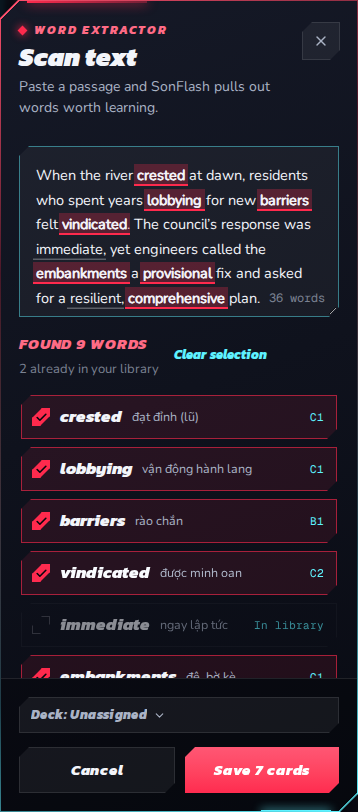 WORD EXTRACTOR
Scan text
Paste a passage and SonFlash pulls out
words worth learning.
When the river crested at dawn, residents
who spent years lobbying for new barriers
felt vindicated. The council's response was
immediate, yet engineers called the
embankments a provisional fix and asked
for a resilient, comprehensive plan. 36 words
FOUND 9 WORDS
2 already in your library
Clear selection
crested đạt đỉnh (lũ) C1
lobbying vận động hành lang C1
barriers rào chắn B1
vindicated được minh oan C2
immediate ngay lập tức In library
embankments đê, bờ kè C1
Deck: Unassigned
Cancel
Save 7 cards